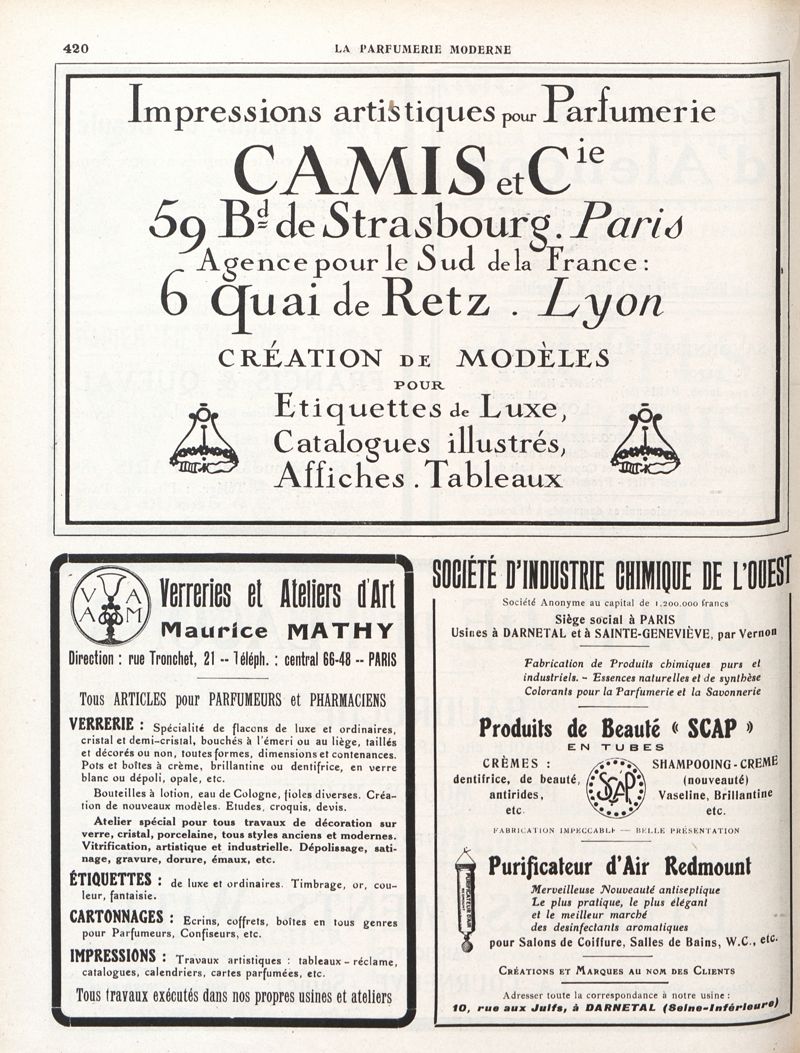 420
LA PARFUMERIE MODERNE
Impressions artistiques pour Parfumerie
CAMIS et Cie
59 Bd de Strasbourg. Paris
Agence pour le Sud de la France :
6 Quai de Retz . Lyon
CRÉATION DE MODÈLES
POUR
Etiquettes de Luxe,
Catalogues illustrés,
Affiches . Tableaux
V A
A M
Verreries et Ateliers d'Art
Maurice MATHY
Direction : rue Tronchet, 21 -- Téléph. : central 66-48 -- PARIS
Tous ARTICLES pour PARFUMEURS et PHARMACIENS
VERRERIE : Spécialité de flacons de luxe et ordinaires,
cristal et demi-cristal, bouchés à l'émeri ou au liège, taillés
et décorés ou non, toutes formes, dimensions et contenances.
Pots et boîtes à crème, brillantine ou dentifrice, en verre
blanc ou dépoli, opale, etc.
Bouteilles à lotion, eau de Cologne, fioles diverses. Créa-
tion de nouveaux modèles. Etudes, croquis, devis.
Atelier spécial pour tous travaux de décoration sur
verre, cristal, porcelaine, tous styles anciens et modernes.
Vitrification, artistique et industrielle. Dépolissage, sati-
nage, gravure, dorure, émaux, etc.
ÉTIQUETTES : de luxe et ordinaires. Timbrage, or, cou-
leur, fantaisie.
CARTONNAGES : Ecrins, coffrets, boîtes en tous genres
pour Parfumeurs, Confiseurs, etc.
IMPRESSIONS : Travaux artistiques : tableaux-réclame,
catalogues, calendriers, cartes parfumées, etc.
Tous travaux exécutés dans nos propres usines et ateliers
SOCIÉTÉ D'INDUSTRIE CHIMIQUE DE L'OUEST
Société Anonyme au capital de 1.200.000 francs
Siège social à PARIS
Usines à DARNETAL et à SAINTE-GENEVIÈVE, par Vernon
Fabrication de Produits chimiques purs et
industriels. - Essences naturelles et de synthèse
Colorants pour la Parfumerie et la Savonnerie
Produits de Beauté « SCAP »
EN TUBES
CRÈMES :
dentifrice, de beauté,
antirides,
etc.
SCAP
SHAMPOOING-CREME
(nouveauté)
Vaseline, Brillantine
etc.
FABRICATION IMPECCABLE — BELLE PRÉSENTATION
PURIFICATEUR D'AIR
Purificateur d'Air Redmount
Merveilleuse Nouveauté antiseptique
Le plus pratique, le plus élégant
et le meilleur marché
des desinfectants aromatiques
pour Salons de Coiffure, Salles de Bains, W.C., etc.
CRÉATIONS ET MARQUES AU NOM DES CLIENTS
Adresser toute la correspondance à notre usine :
10, rue aux Juifs, à DARNETAL (Seine-Inférieure)